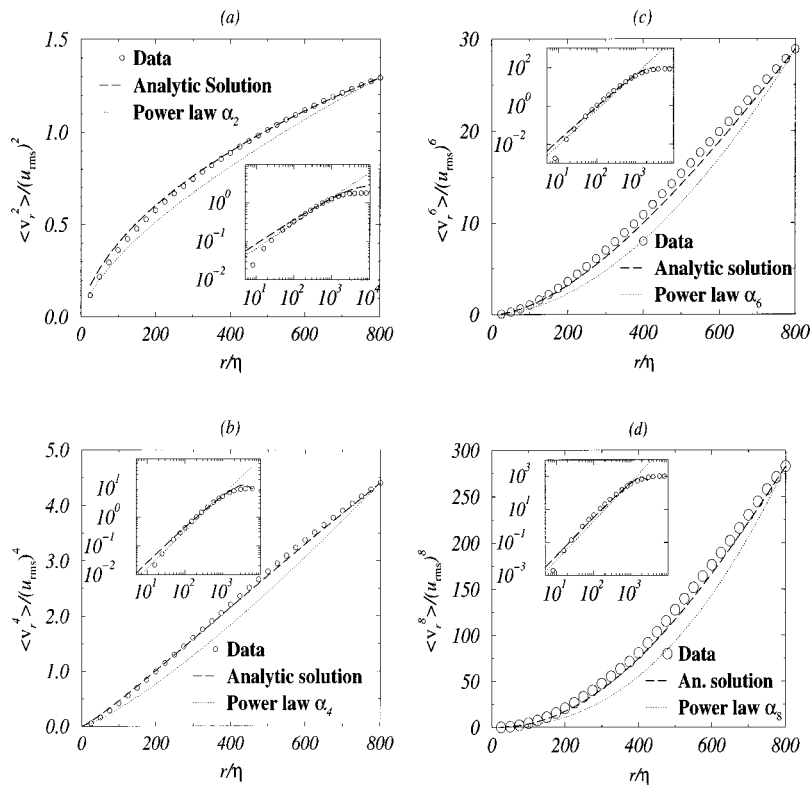 (a)
<v_r^2>/(u_rms)^2
1.5
1.0
0.5
0.0
0 200 400 600 800
r/η
Data
Analytic Solution
Power law α_2
10^0
10^-1
10^-2
10^1 10^2 10^3 10^4
(b)
<v_r^4>/(u_rms)^4
5.0
4.0
3.0
2.0
1.0
0.0
0 200 400 600 800
r/η
10^1
10^0
10^-1
10^-2
10^1 10^2 10^3
Data
Analytic solution
Power law α_4
(c)
<v_r^6>/(u_rms)^6
30
20
10
0
0 200 400 600 800
r/η
10^2
10^0
10^-2
10^1 10^2 10^3
Data
Analytic solution
Power law α_6
(d)
<v_r^8>/(u_rms)^8
300
250
200
150
100
50
0
0 200 400 600 800
r/η
10^3
10^1
10^-1
10^-3
10^1 10^2 10^3
Data
An. solution
Power law α_8